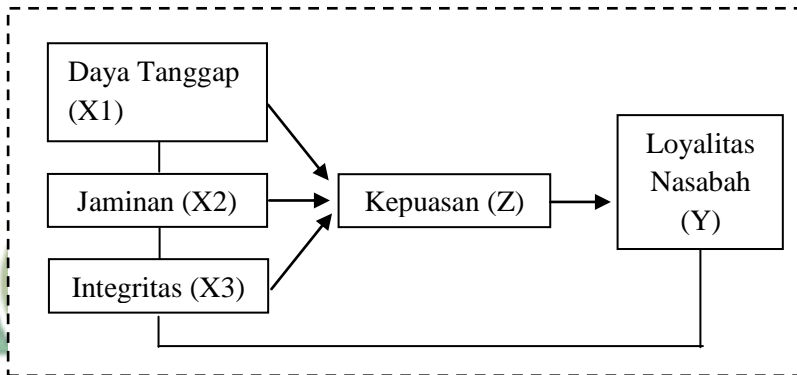 Daya Tanggap
(X1)
Jaminan (X2)
Integritas (X3)
Kepuasan (Z)
Loyalitas
Nasabah
(Y)